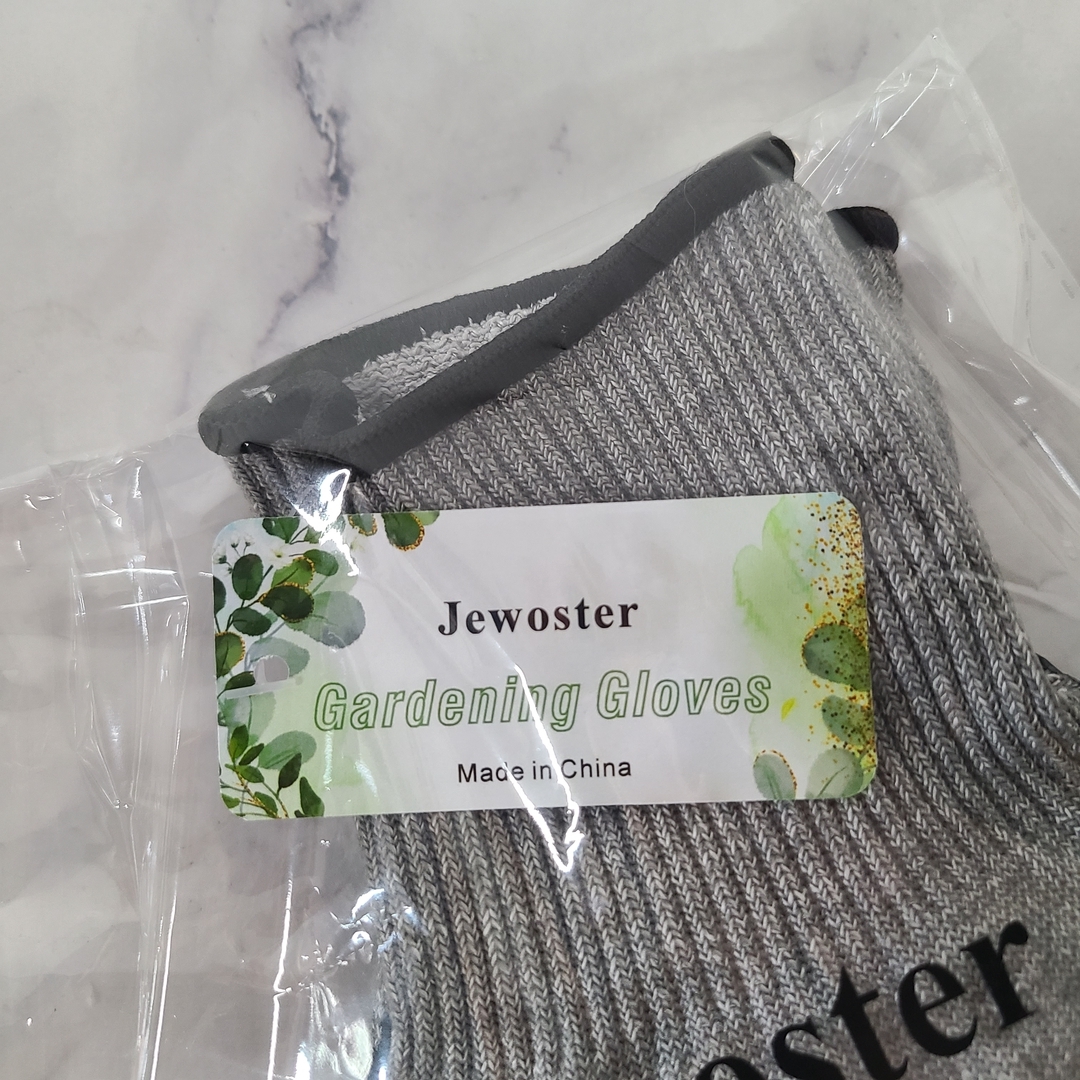 Jewoster
Gardening Gloves
Made in China
oster